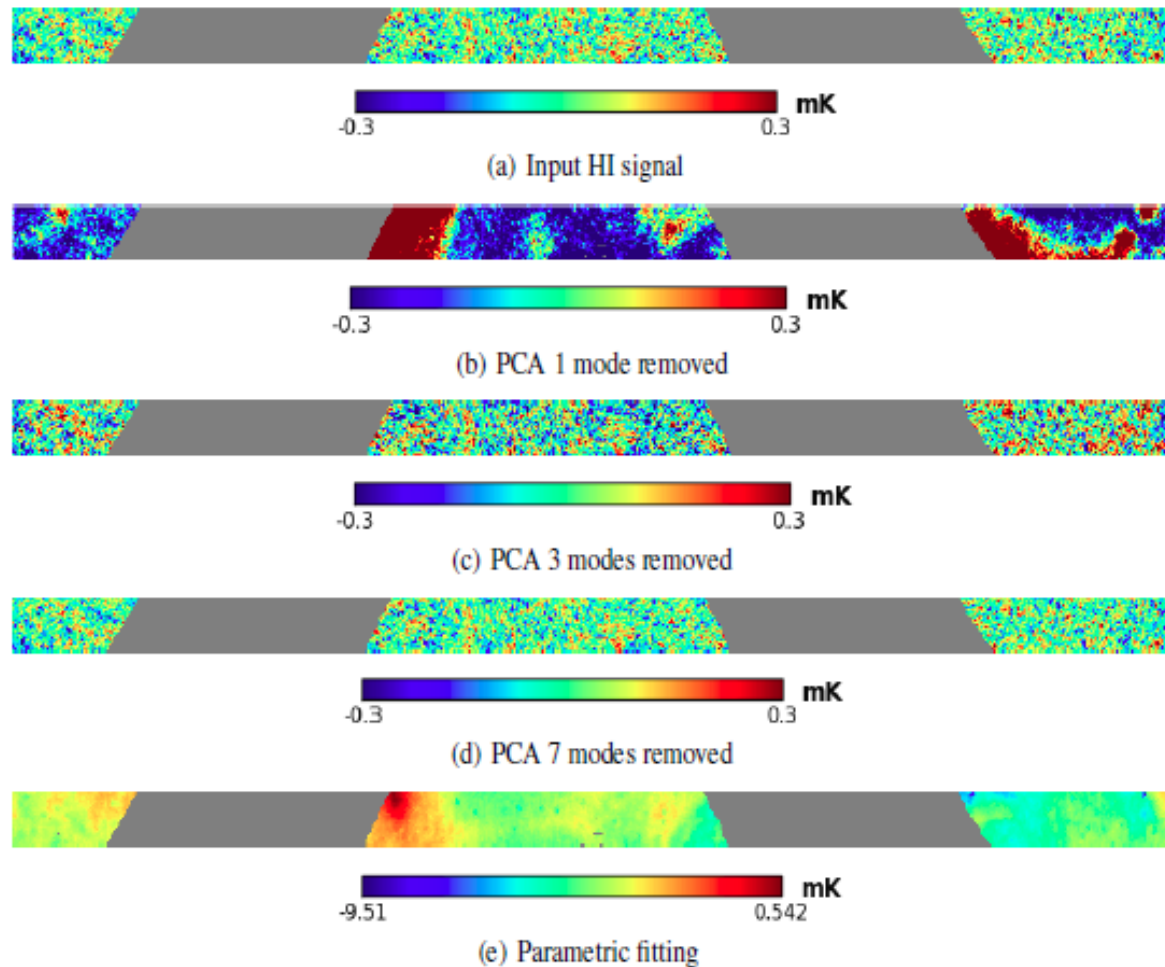 mK
-0.3 0.3
(a) Input HI signal
mK
-0.3 0.3
(b) PCA 1 mode removed
mK
-0.3 0.3
(c) PCA 3 modes removed
mK
-0.3 0.3
(d) PCA 7 modes removed
mK
-9.51 0.542
(e) Parametric fitting